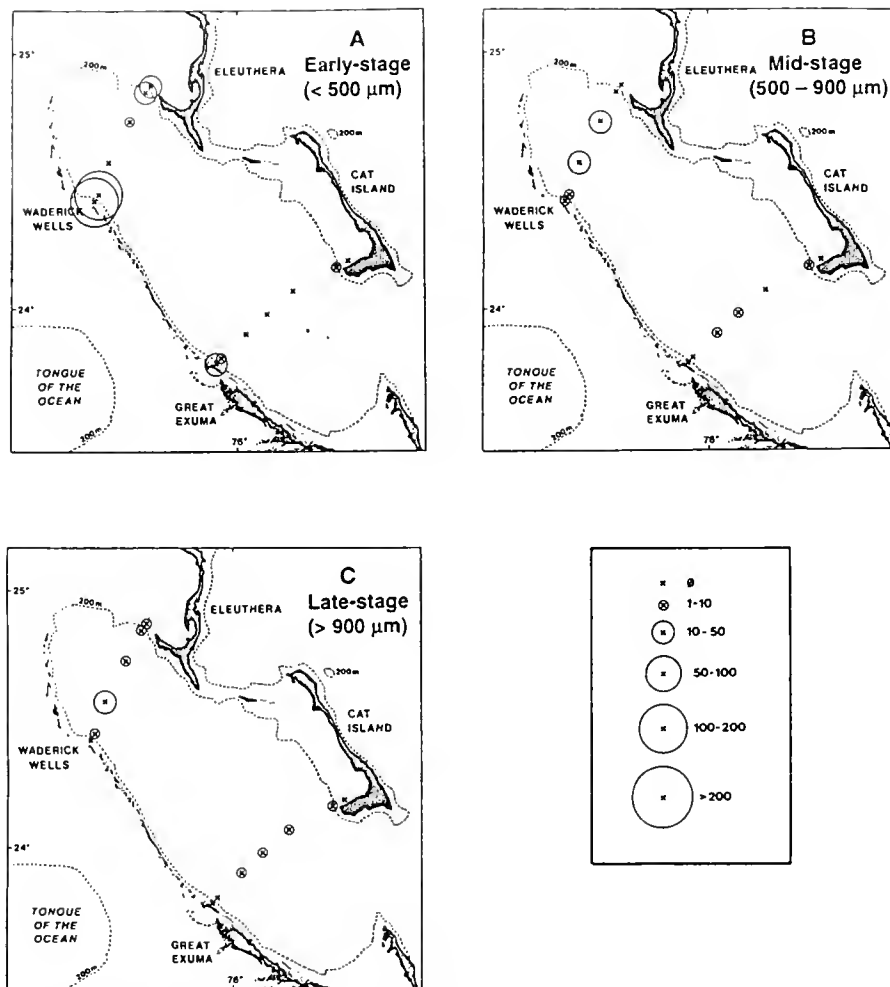 A
Early-stage
(< 500 µm)
25°
200m
ELEUTHERA
200m
CAT
ISLAND
WADERICK
WELLS
24°
TONGUE
OF THE
OCEAN
200m
GREAT
EXUMA
76°
B
Mid-stage
(500 – 900 µm)
25°
200m
ELEUTHERA
200m
CAT
ISLAND
WADERICK
WELLS
24°
TONGUE
OF THE
OCEAN
200m
GREAT
EXUMA
76°
C
Late-stage
(> 900 µm)
25°
200m
ELEUTHERA
200m
CAT
ISLAND
WADERICK
WELLS
24°
TONGUE
OF THE
OCEAN
200m
GREAT
EXUMA
76°
0
1-10
10-50
50-100
100-200
>200